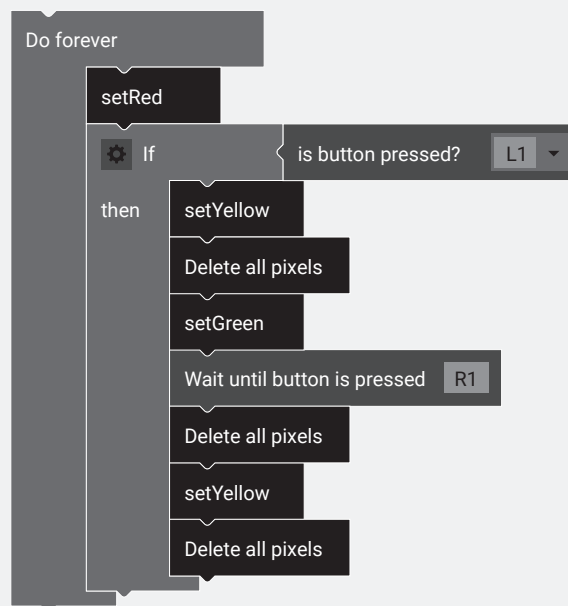 Do forever
setRed
If is button pressed? L1
then setYellow
Delete all pixels
setGreen
Wait until button is pressed R1
Delete all pixels
setYellow
Delete all pixels